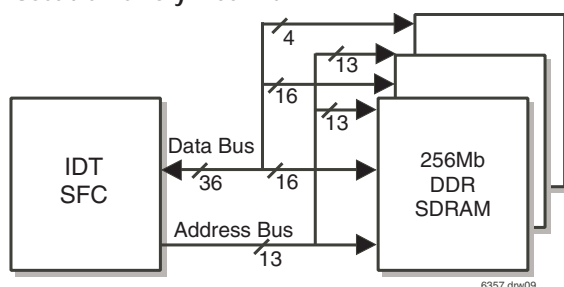 4
13
16
13
Data Bus
36
16
IDT
SFC
256Mb
DDR
SDRAM
Address Bus
13
6357 drw09